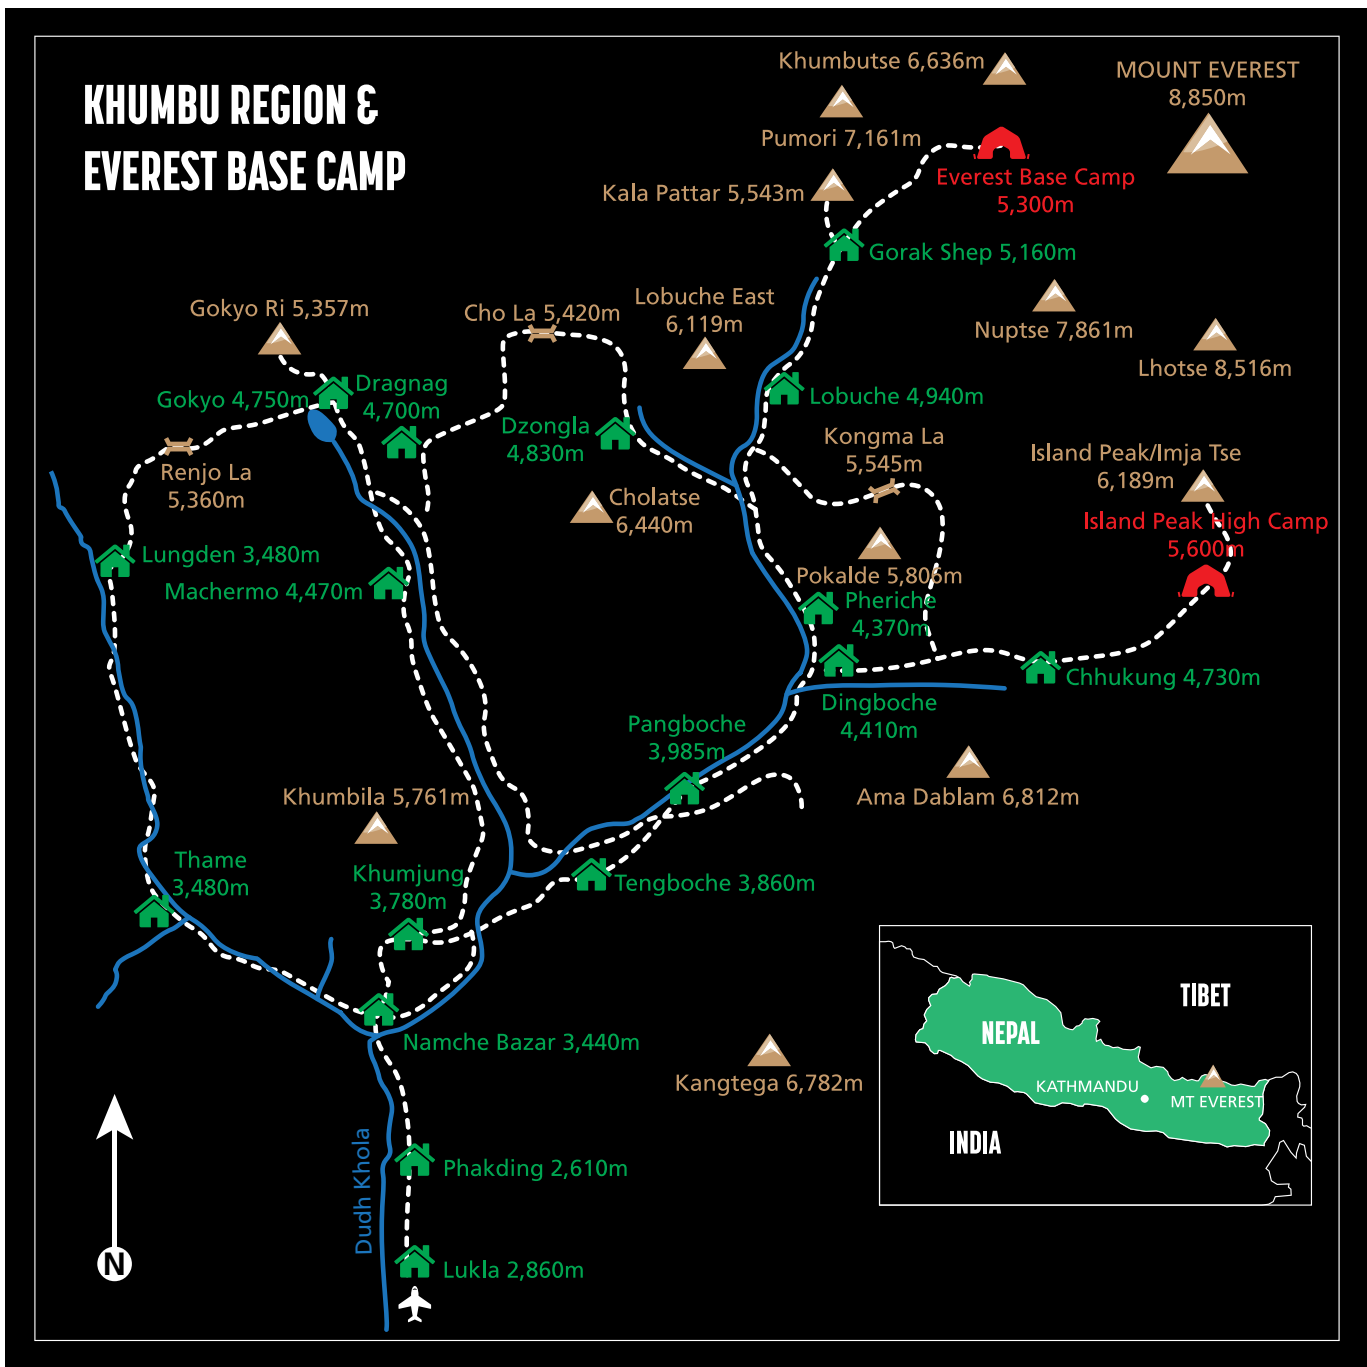 KHUMBU REGION &
EVEREST BASE CAMP
Khumbutse 6,636m
MOUNT EVEREST
8,850m
Pumori 7,161m
Everest Base Camp
5,300m
Kala Pattar 5,543m
Gorak Shep 5,160m
Lobuche East
6,119m
Gokyo Ri 5,357m
Cho La 5,420m
Nuptse 7,861m
Lhotse 8,516m
Gokyo 4,750m
Dragnag
4,700m
Lobuche 4,940m
Dzongla
4,830m
Kongma La
5,545m
Island Peak/Imja Tse
6,189m
Renjo La
5,360m
Cholatse
6,440m
Island Peak High Camp
5,600m
Lungden 3,480m
Machermo 4,470m
Pokalde 5,806m
Pheriche
4,370m
Chhukung 4,730m
Dingboche
4,410m
Pangboche
3,985m
Khumbila 5,761m
Ama Dablam 6,812m
Thame
3,480m
Khumjung
3,780m
Tengboche 3,860m
Namche Bazar 3,440m
Kangtega 6,782m
TIBET
NEPAL
KATHMANDU
MT EVEREST
INDIA
Dudh Khola
Phakding 2,610m
Lukla 2,860m
N